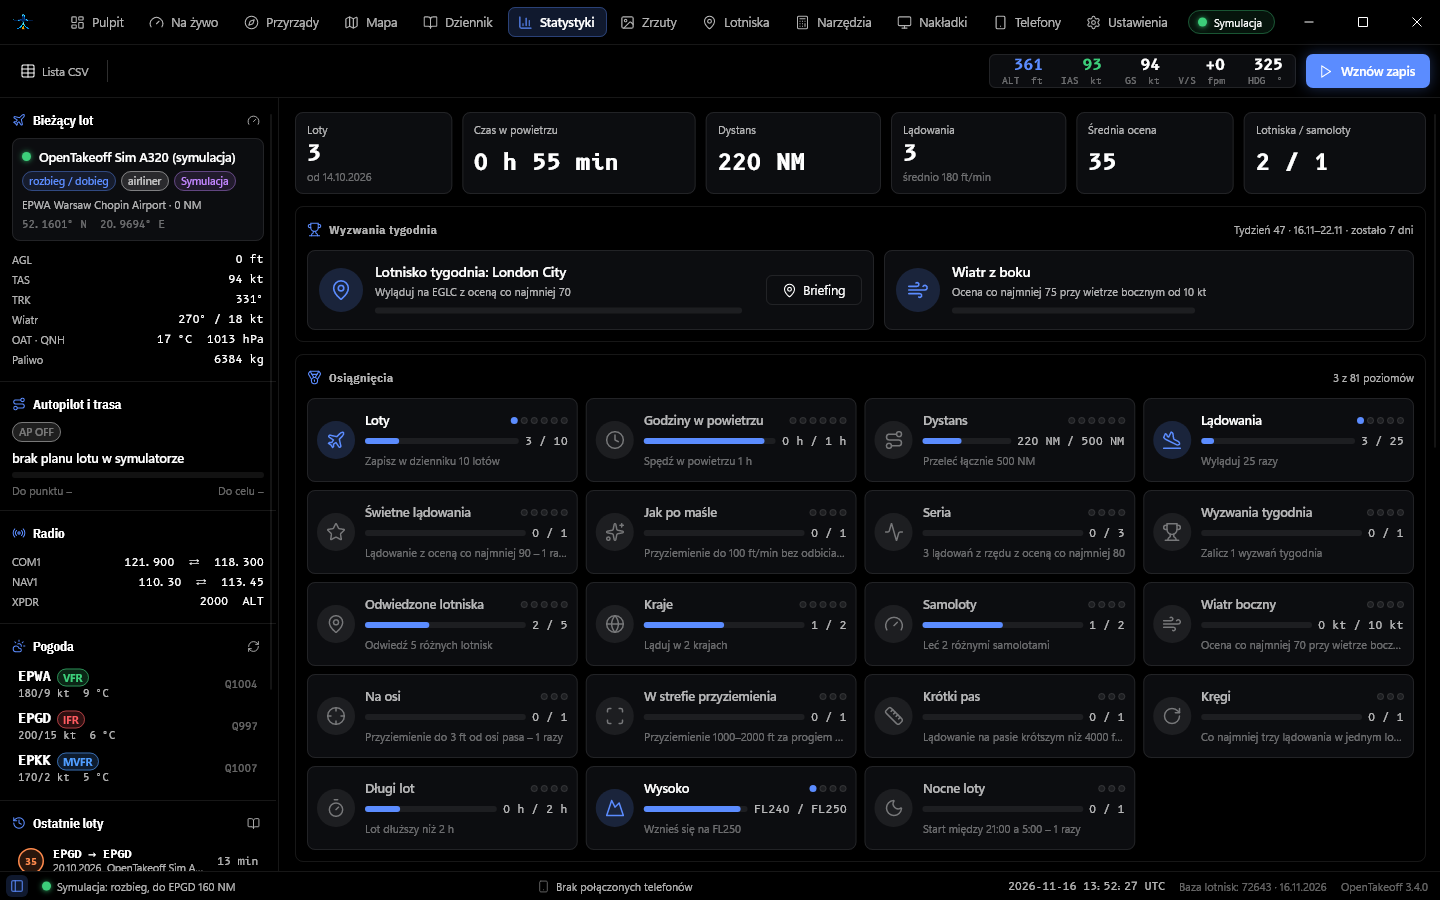 Pulpit Na żywo Przyrządy Mapa Dziennik Statystyki Zrzuty Lotniska Narzędzia Nakładki Telefony Ustawienia Symulacja
Lista CSV
361 93 94 +0 325
ALT ft IAS kt GS kt V/S fpm HDG °
Wznów zapis
Bieżący lot
OpenTakeoff Sim A320 (symulacja)
rozbieg / dobieg airliner Symulacja
EPWA Warsaw Chopin Airport · 0 NM
52.1601° N 20.9694° E
AGL 0 ft
TAS 94 kt
TRK 331°
Wiatr 270° / 18 kt
OAT · QNH 17 °C 1013 hPa
Paliwo 6384 kg
Autopilot i trasa
AP OFF
brak planu lotu w symulatorze
Do punktu – Do celu –
Radio
COM1 121.900 ⇄ 118.300
NAV1 110.30 ⇄ 113.45
XPDR 2000 ALT
Pogoda
EPWA VFR
180/9 kt 9 °C Q1004
EPGD IFR
200/15 kt 6 °C Q997
EPKK MVFR
170/2 kt 5 °C Q1007
Ostatnie loty
35 EPGD → EPGD 13 min
20.10.2026 OpenTakeoff Sim A...
Loty
3
od 14.10.2026
Czas w powietrzu
0 h 55 min
Dystans
220 NM
Lądowania
3
średnio 180 ft/min
Średnia ocena
35
Lotniska / samoloty
2 / 1
Wyzwania tygodnia
Tydzień 47 · 16.11–22.11 · zostało 7 dni
Lotnisko tygodnia: London City
Wyląduj na EGLC z oceną co najmniej 70
Briefing
Wiatr z boku
Ocena co najmniej 75 przy wietrze bocznym od 10 kt
Osiągnięcia
3 z 81 poziomów
Loty
3 / 10
Zapisz w dzienniku 10 lotów
Godziny w powietrzu
0 h / 1 h
Spędź w powietrzu 1 h
Dystans
220 NM / 500 NM
Przeleć łącznie 500 NM
Lądowania
3 / 25
Wyląduj 25 razy
Świetne lądowania
0 / 1
Lądowanie z oceną co najmniej 90 – 1 ra...
Jak po maśle
0 / 1
Przyziemienie do 100 ft/min bez odbicia...
Seria
0 / 3
3 lądowań z rzędu z oceną co najmniej 80
Wyzwania tygodnia
0 / 1
Zalicz 1 wyzwań tygodnia
Odwiedzone lotniska
2 / 5
Odwiedź 5 różnych lotnisk
Kraje
1 / 2
Ląduj w 2 krajach
Samoloty
1 / 2
Leć 2 różnymi samolotami
Wiatr boczny
0 kt / 10 kt
Ocena co najmniej 70 przy wietrze bocz...
Na osi
0 / 1
Przyziemienie do 3 ft od osi pasa – 1 razy
W strefie przyziemienia
0 / 1
Przyziemienie 1000–2000 ft za progiem ...
Krótki pas
0 / 1
Lądowanie na pasie krótszym niż 4000 f...
Kręgi
0 / 1
Co najmniej trzy lądowania w jednym lo...
Długi lot
0 h / 2 h
Lot dłuższy niż 2 h
Wysoko
FL240 / FL250
Wznieś się na FL250
Nocne loty
0 / 1
Start między 21:00 a 5:00 – 1 razy
Symulacja: rozbieg, do EPGD 160 NM
Brak połączonych telefonów
2026-11-16 13:52:27 UTC Baza lotnisk: 72643 · 16.11.2026 OpenTakeoff 3.4.0